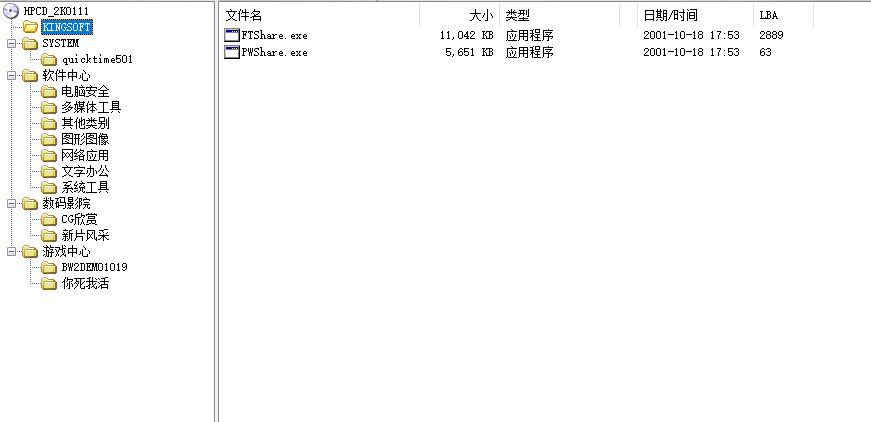 HPCD_2K0111
KINGSOFT
SYSTEM
quicktime501
软件中心
电脑安全
多媒体工具
其他类别
图形图像
网络应用
文字办公
系统工具
数码影院
CG欣赏
新片风采
游戏中心
BW2DEMO1019
你死我活
文件名 大小 类型 日期/时间 LBA
FTShare.exe 11,042 KB 应用程序 2001-10-18 17:53 2889
PWShare.exe 5,651 KB 应用程序 2001-10-18 17:53 63